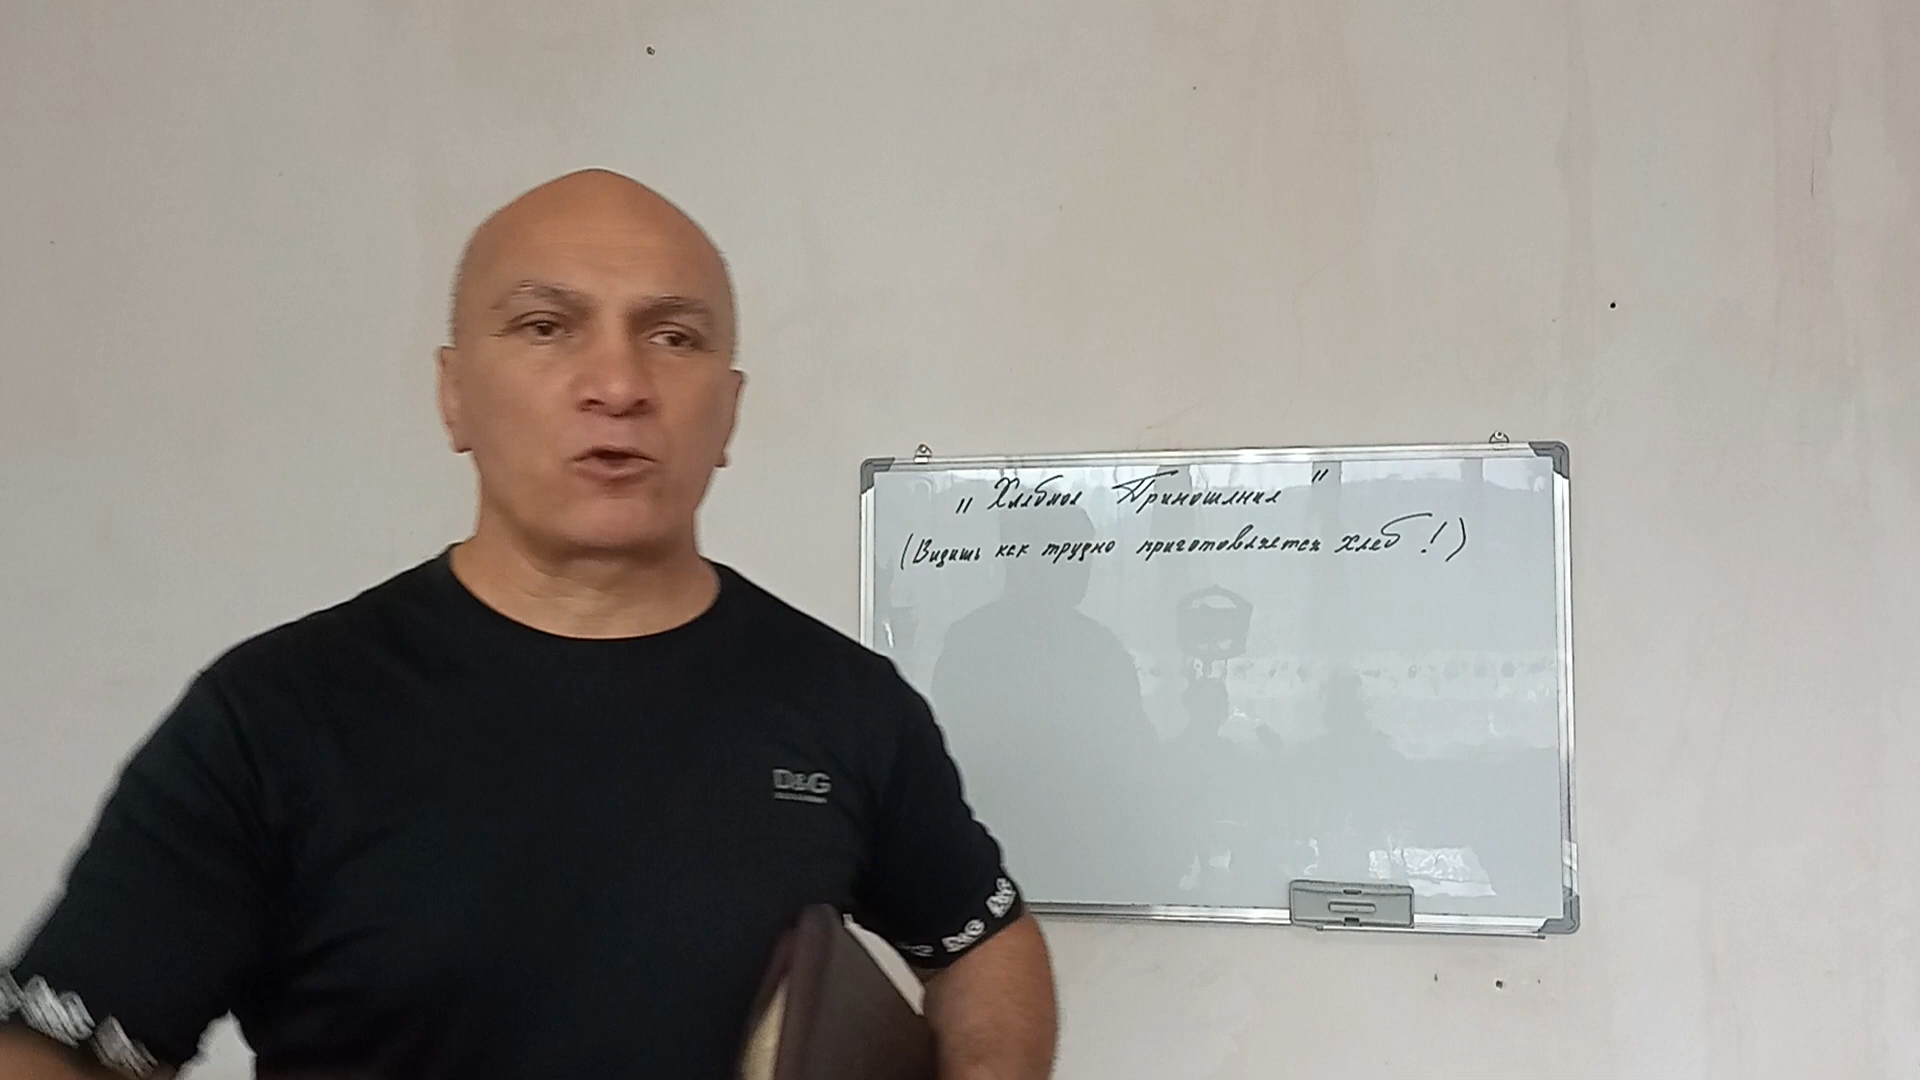 „ Хлебное Приношение "
(Видишь как трудно приготовляется хлеб !)
D&G
D&G
D&G